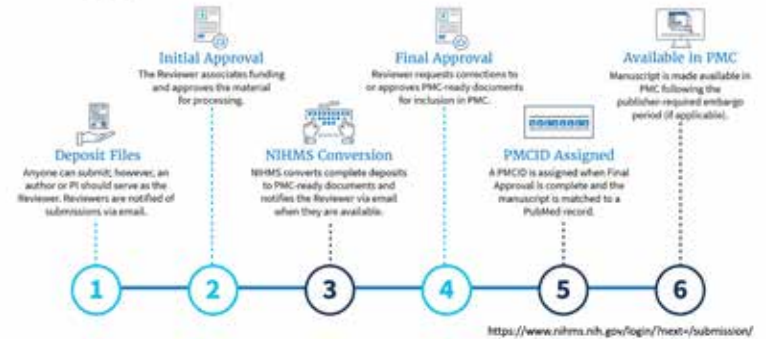 Initial Approval
The Reviewer associates funding
and approves the material
for processing.
Final Approval
Reviewer requests corrections to
or approves PMC-ready documents
for inclusion in PMC.
Available in PMC
Manuscript is made available in
PMC following the
publisher-required embargo
period (if applicable).
Deposit Files
Anyone can submit; however, an
author or PI should serve as the
Reviewer. Reviewers are notified of
submissions via email.
NIHMS Conversion
NIHMS converts complete deposits
to PMC-ready documents and
notifies the Reviewer via email
when they are available.
PMCID Assigned
A PMCID is assigned when Final
Approval is complete and the
manuscript is matched to a
PubMed record.
1
2
3
4
5
6
https://www.nihms.nih.gov/login/?next=/submission/